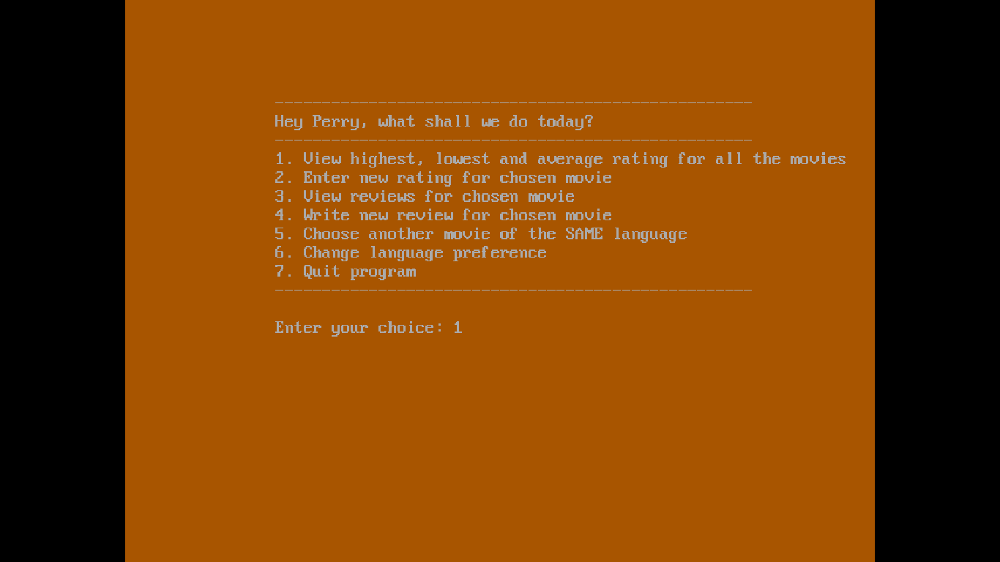 ---------------------------------------------------
Hey Perry, what shall we do today?
---------------------------------------------------
1. View highest, lowest and average rating for all the movies
2. Enter new rating for chosen movie
3. View reviews for chosen movie
4. Write new review for chosen movie
5. Choose another movie of the SAME language
6. Change language preference
7. Quit program
---------------------------------------------------
Enter your choice: 1